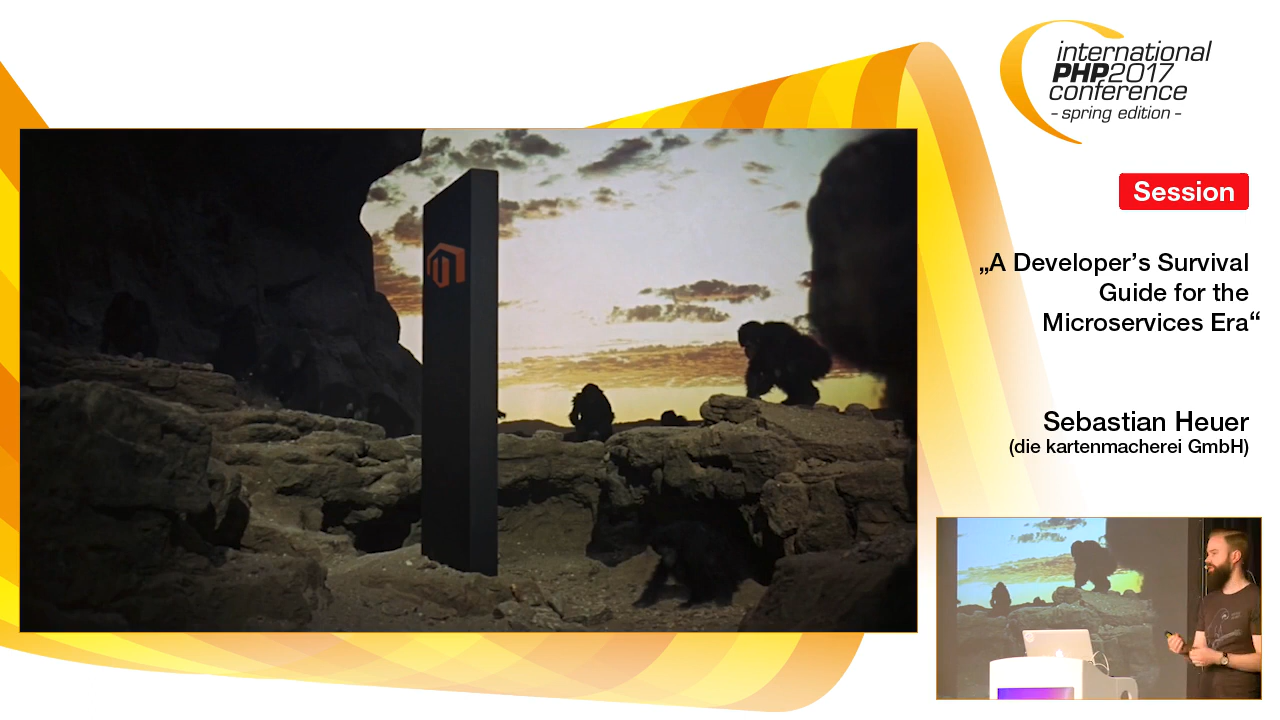 international
PHP2017
conference
- spring edition -
Session
„A Developer’s Survival
Guide for the
Microservices Era“
Sebastian Heuer
(die kartenmacherei GmbH)